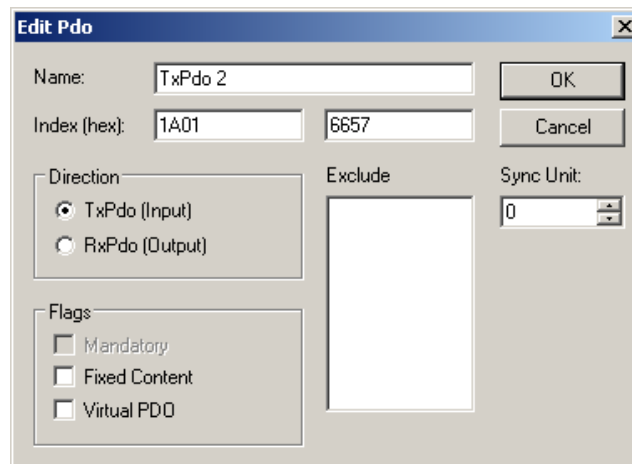 Edit Pdo
Name: TxPdo 2 OK
Index (hex): 1A01 6657 Cancel
Direction Exclude Sync Unit:
TxPdo (Input) 0
RxPdo (Output)
Flags
Mandatory
Fixed Content
Virtual PDO